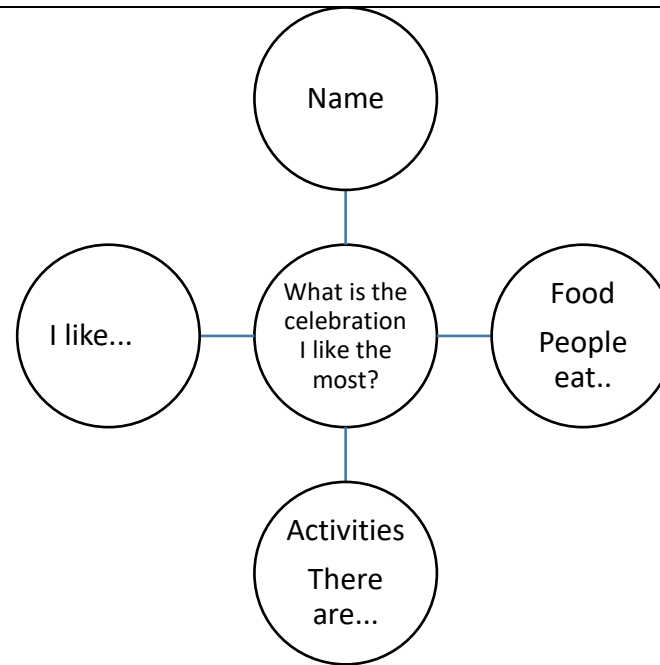 Name
I like...
What is the
celebration
I like the
most?
Food
People
eat..
Activities
There
are...